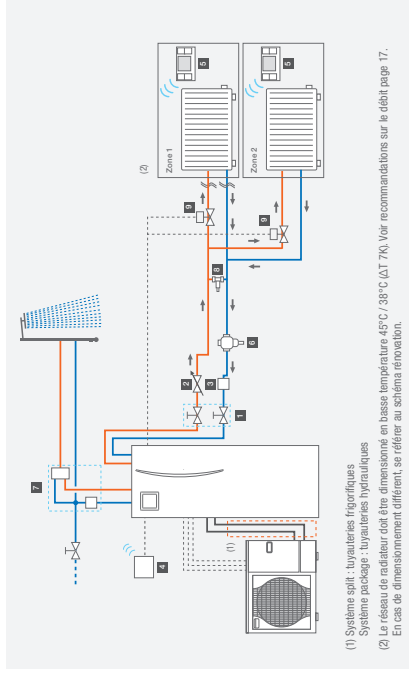 (2)
Zone 1
5
Zone 2
5
9
9
8
6
2
3
1
7
4
(1)
(1) Système split : tuyauteries frigorifiques
Système package : tuyauteries hydrauliques
(2) Le réseau de radiateur doit être dimensionné en basse température 45°C / 38°C (ΔT 7K). Voir recommandations sur le débit page 17.
En cas de dimensionnement différent, se référer au schéma rénovation.